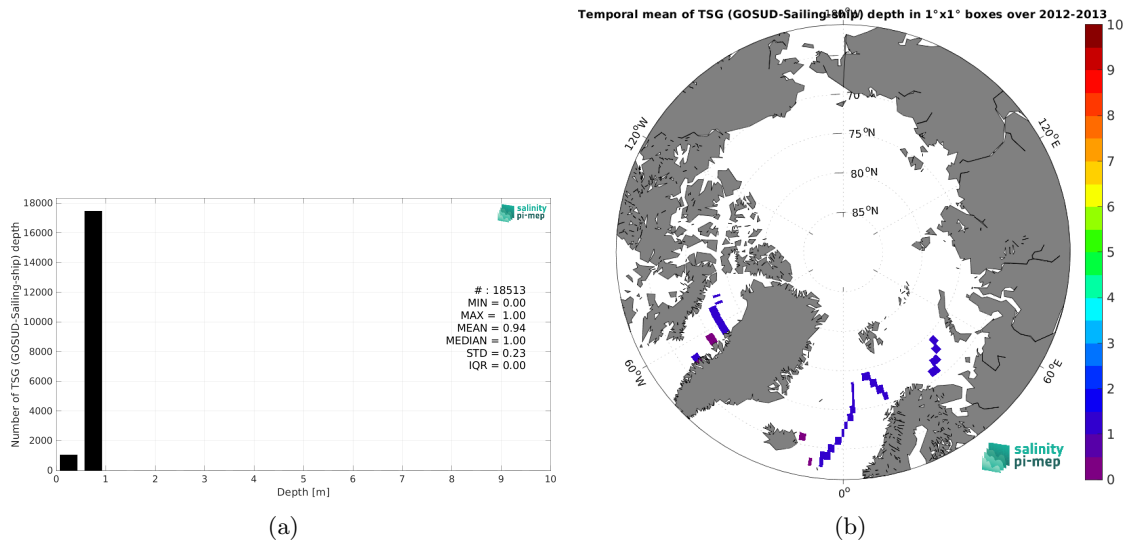 Temporal mean of TSG (GOSUD-Sailing-ship) depth in 1°x1° boxes over 2012-2013
18000
16000
14000
12000
10000
8000
6000
4000
2000
0
Number of TSG (GOSUD-Sailing-ship) depth
salinity
pi-mep
# : 18513
MIN = 0.00
MAX = 1.00
MEAN = 0.94
MEDIAN = 1.00
STD = 0.23
IQR = 0.00
0 1 2 3 4 5 6 7 8 9 10
Depth [m]
(a)
180°W
120°W
120°E
70
75°N
80°N
85°N
60°W
60°E
0°
salinity
pi-mep
10
9
8
7
6
5
4
3
2
1
0
(b)